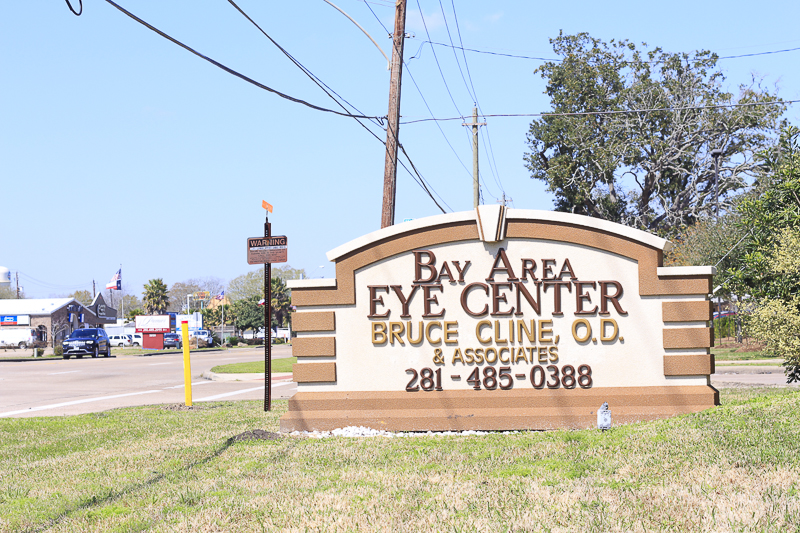 WARNING
BAY AREA
EYE CENTER
BRUCE CLINE, O.D.
& ASSOCIATES
281-485-0388